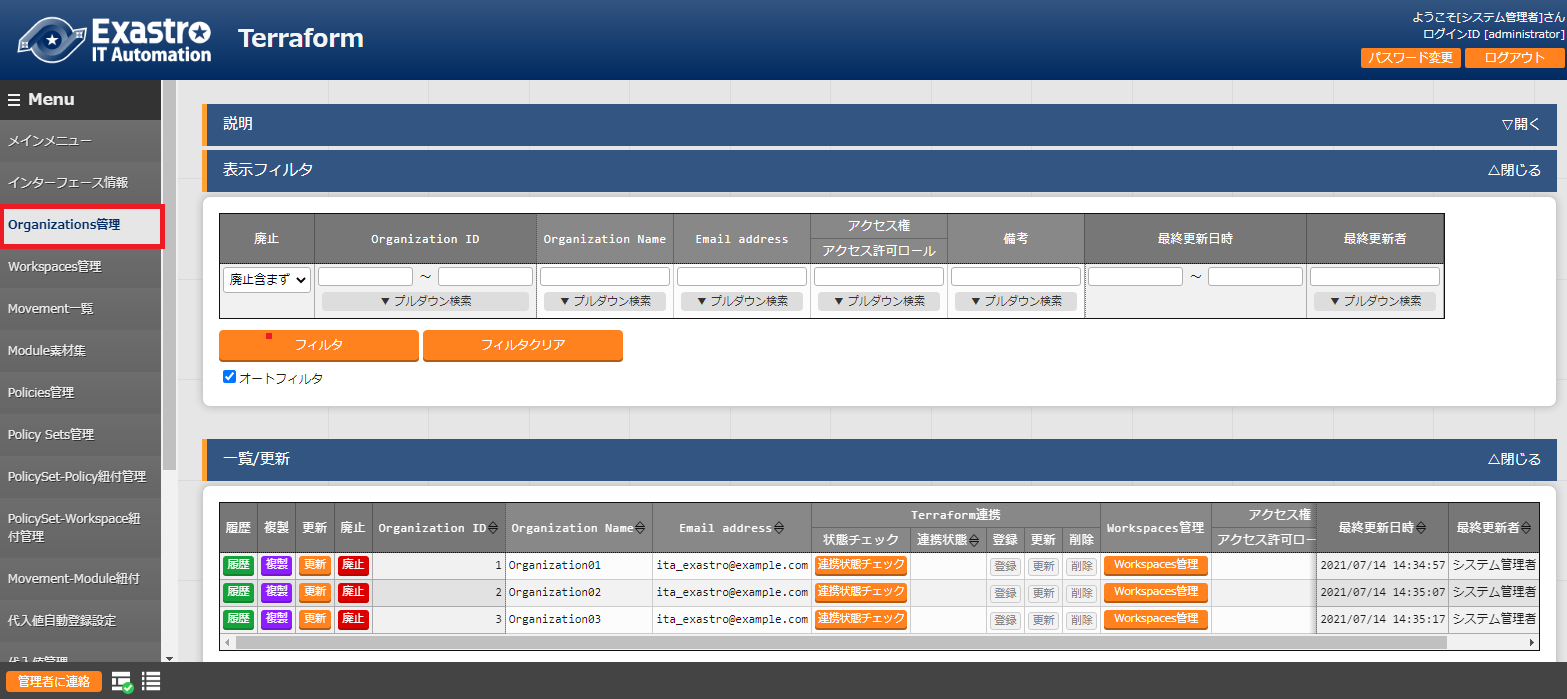 Exastro
IT Automation
Terraform
ようこそ[システム管理者]さん
ログインID [administrator]
パスワード変更 ログアウト
Menu
メインメニュー
インターフェース情報
Organizations管理
Workspaces管理
Movement一覧
Module素材集
Policies管理
Policy Sets管理
PolicySet-Policy紐付管理
PolicySet-Workspace紐
付管理
Movement-Module紐付
代入値自動登録設定
代入値管理
管理者に連絡
説明 ▽開く
表示フィルタ △閉じる
廃止 Organization ID Organization Name Email address アクセス権 備考 最終更新日時 最終更新者
アクセス許可ロール
廃止含まず ～ ～
▼ プルダウン検索 ▼ プルダウン検索 ▼ プルダウン検索 ▼ プルダウン検索 ▼ プルダウン検索 ▼ プルダウン検索
フィルタ フィルタクリア
オートフィルタ
一覧/更新 △閉じる
履歴 複製 更新 廃止 Organization ID Organization Name Email address Terraform連携 Workspaces管理 アクセス権 最終更新日時 最終更新者
状態チェック 連携状態 登録 更新 削除 アクセス許可ロー
履歴 複製 更新 廃止 1 Organization01 ita_exastro@example.com 連携状態チェック 登録 更新 削除 Workspaces管理 2021/07/14 14:34:57 システム管理者
履歴 複製 更新 廃止 2 Organization02 ita_exastro@example.com 連携状態チェック 登録 更新 削除 Workspaces管理 2021/07/14 14:35:07 システム管理者
履歴 複製 更新 廃止 3 Organization03 ita_exastro@example.com 連携状態チェック 登録 更新 削除 Workspaces管理 2021/07/14 14:35:17 システム管理者